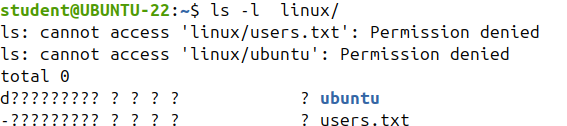 student@UBUNTU-22:~$ ls -l  linux/
ls: cannot access 'linux/users.txt': Permission denied
ls: cannot access 'linux/ubuntu': Permission denied
total 0
d????????? ? ? ? ?            ? ubuntu
-????????? ? ? ? ?            ? users.txt